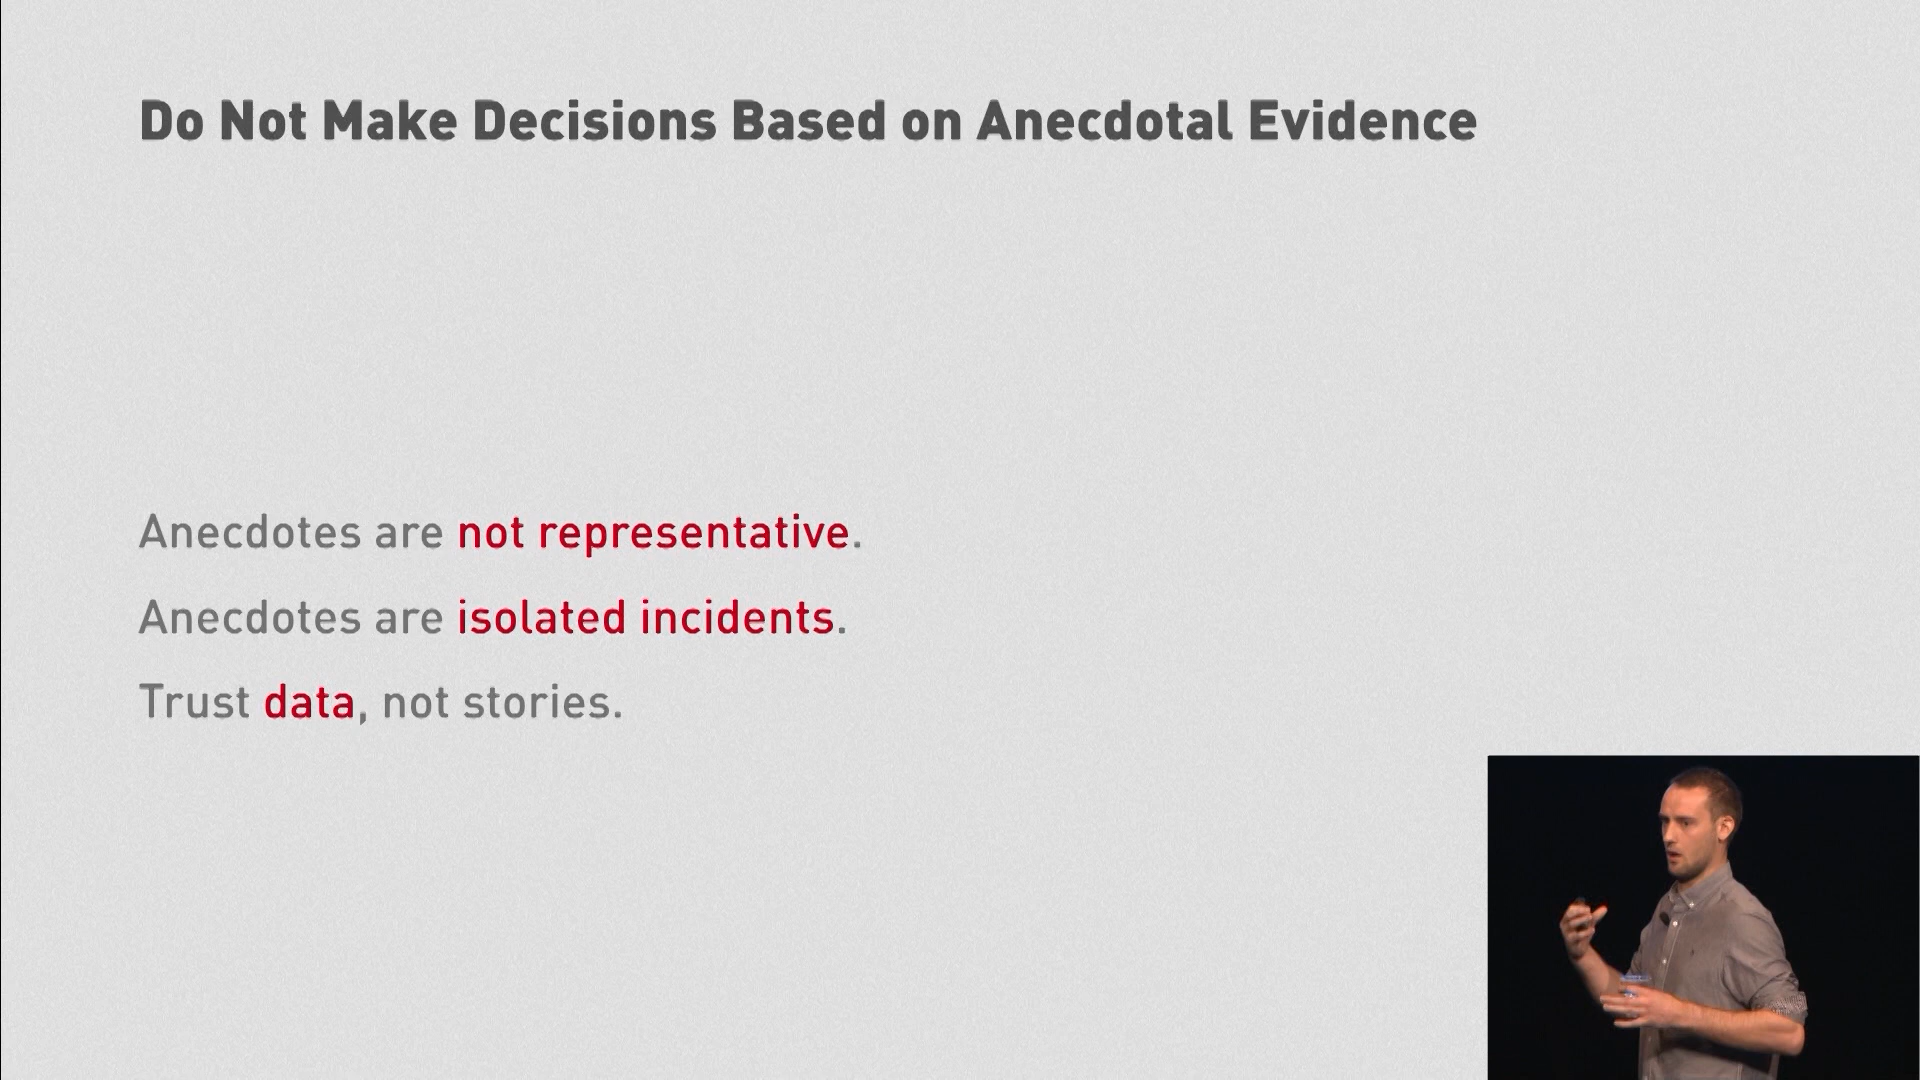 Do Not Make Decisions Based on Anecdotal Evidence
Anecdotes are not representative.
Anecdotes are isolated incidents.
Trust data, not stories.